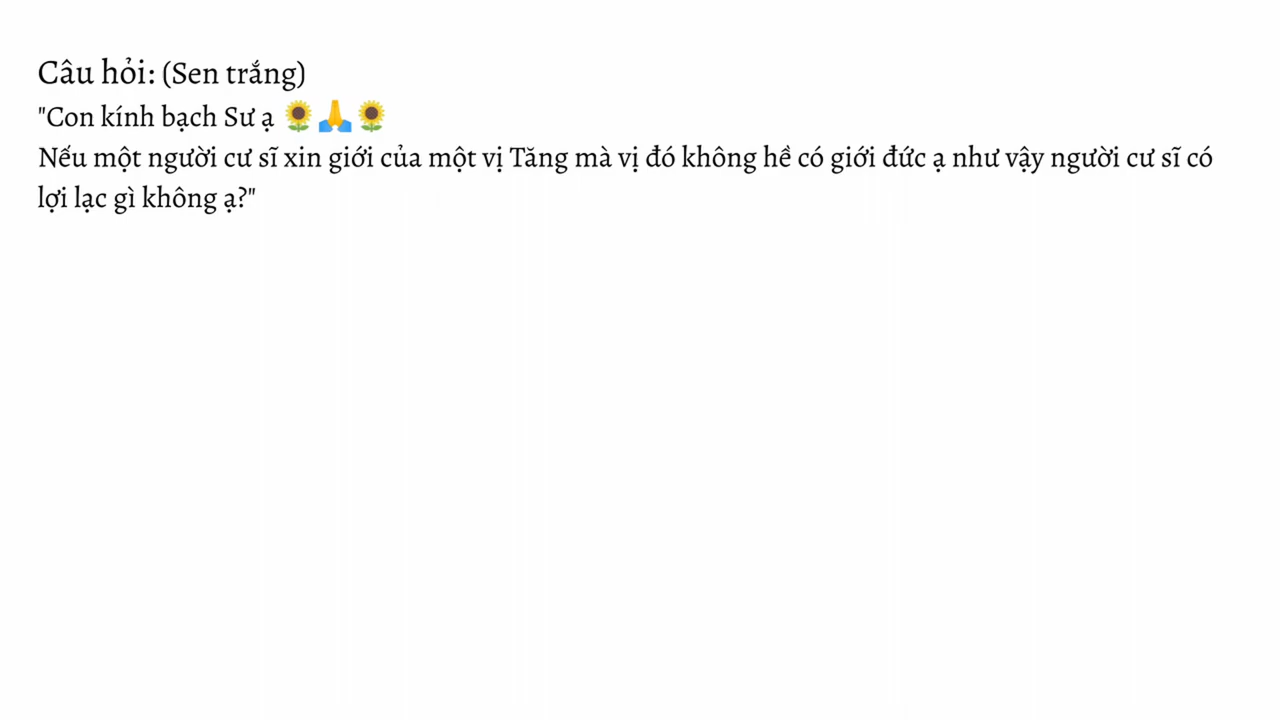 Câu hỏi: (Sen trắng)
"Con kính bạch Sư ạ 🌻🙏🌻
Nếu một người cư sĩ xin giới của một vị Tăng mà vị đó không hề có giới đức ạ như vậy người cư sĩ có
lợi lạc gì không ạ?"